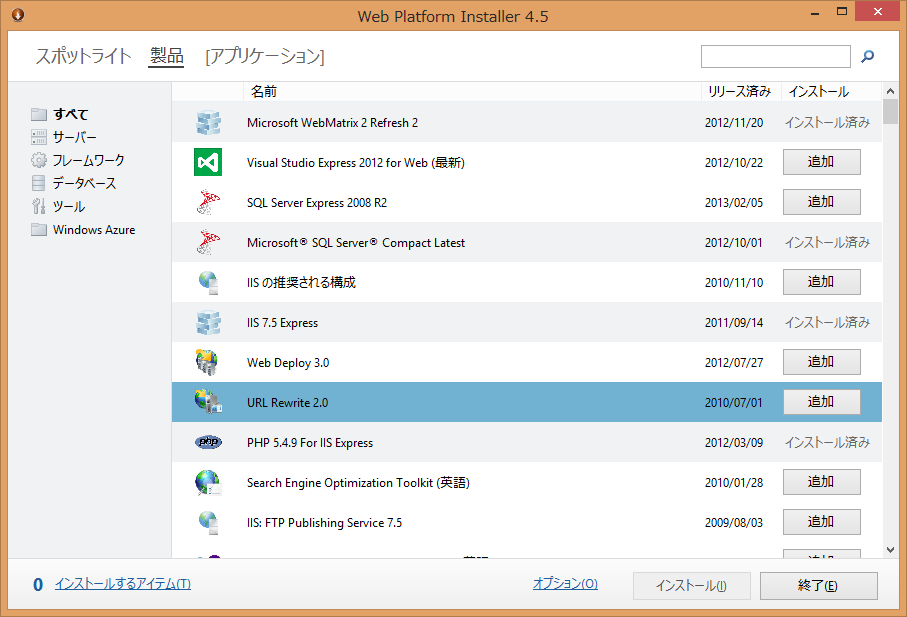 Web Platform Installer 4.5
スポットライト 製品 [アプリケーション]
すべて
サーバー
フレームワーク
データベース
ツール
Windows Azure
名前 リリース済み インストール
Microsoft WebMatrix 2 Refresh 2 2012/11/20 インストール済み
Visual Studio Express 2012 for Web (最新) 2012/10/22 追加
SQL Server Express 2008 R2 2013/02/05 追加
Microsoft® SQL Server® Compact Latest 2012/10/01 インストール済み
IIS の推奨される構成 2010/11/10 追加
IIS 7.5 Express 2011/09/14 インストール済み
Web Deploy 3.0 2012/07/27 追加
URL Rewrite 2.0 2010/07/01 追加
php PHP 5.4.9 For IIS Express 2012/03/09 インストール済み
Search Engine Optimization Toolkit (英語) 2010/01/28 追加
IIS: FTP Publishing Service 7.5 2009/08/03 追加
0 インストールするアイテム(T) オプション(O) インストール(I) 終了(E)